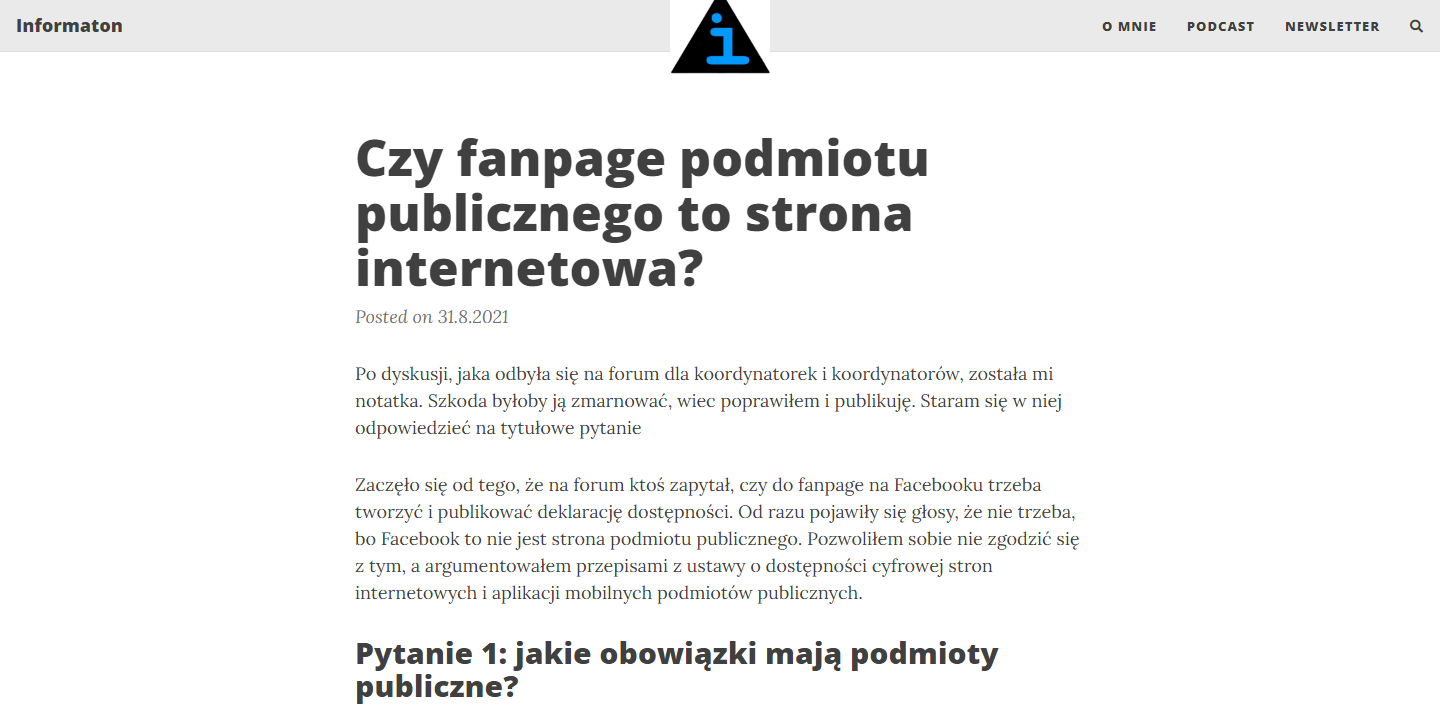 Informaton
i
O MNIE
PODCAST
NEWSLETTER
Czy fanpage podmiotu
publicznego to strona
internetowa?
Posted on 31.8.2021
Po dyskusji, jaka odbyła się na forum dla koordynatorek i koordynatorów, została mi
notatka. Szkoda byłoby ją zmarnować, wiec poprawiłem i publikuję. Staram się w niej
odpowiedzieć na tytułowe pytanie
Zaczęło się od tego, że na forum ktoś zapytał, czy do fanpage na Facebooku trzeba
tworzyć i publikować deklarację dostępności. Od razu pojawiły się głosy, że nie trzeba,
bo Facebook to nie jest strona podmiotu publicznego. Pozwoliłem sobie nie zgodzić się
z tym, a argumentowałem przepisami z ustawy o dostępności cyfrowej stron
internetowych i aplikacji mobilnych podmiotów publicznych.
Pytanie 1: jakie obowiązki mają podmioty
publiczne?